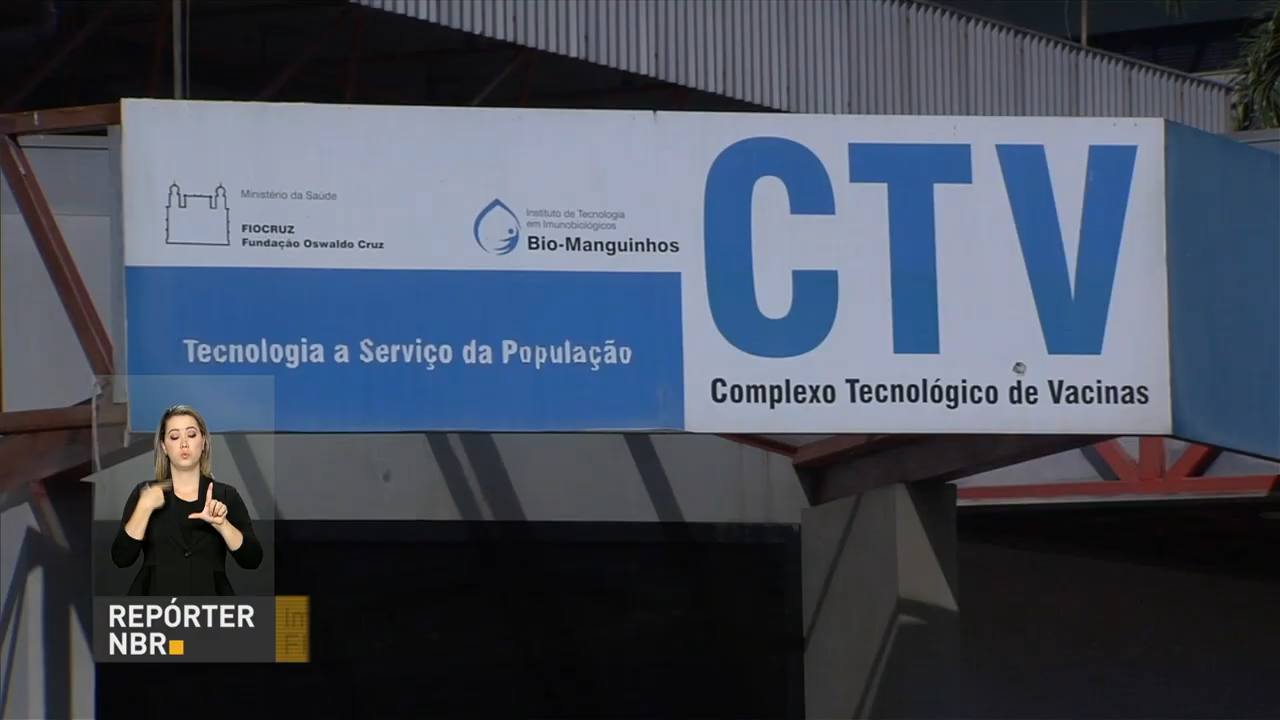 Ministério da Saúde
FIOCRUZ
Fundação Oswaldo Cruz
Instituto de Tecnologia
em Imunobiológicos
Bio-Manguinhos
Tecnologia a Serviço da População
CTV
Complexo Tecnológico de Vacinas
REPÓRTER
NBR